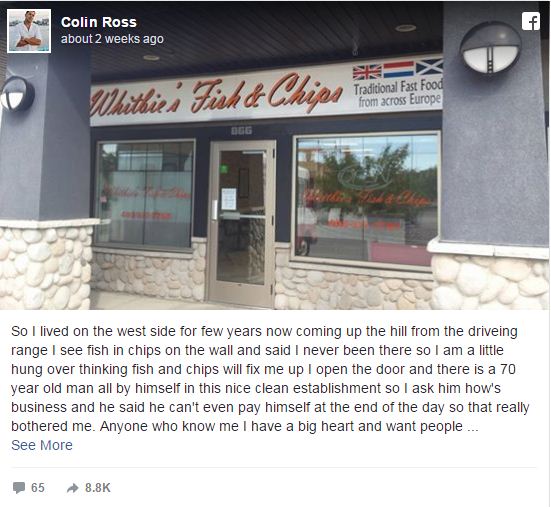 Colin Ross
about 2 weeks ago
Whitbie's Fish & Chips
Traditional Fast Food
from across Europe
So I lived on the west side for few years now coming up the hill from the driveing
range I see fish in chips on the wall and said I never been there so I am a little
hung over thinking fish and chips will fix me up I open the door and there is a 70
year old man all by himself in this nice clean establishment so I ask him how's
business and he said he can't even pay himself at the end of the day so that really
bothered me. Anyone who know me I have a big heart and want people ...
See More
65 8.8K